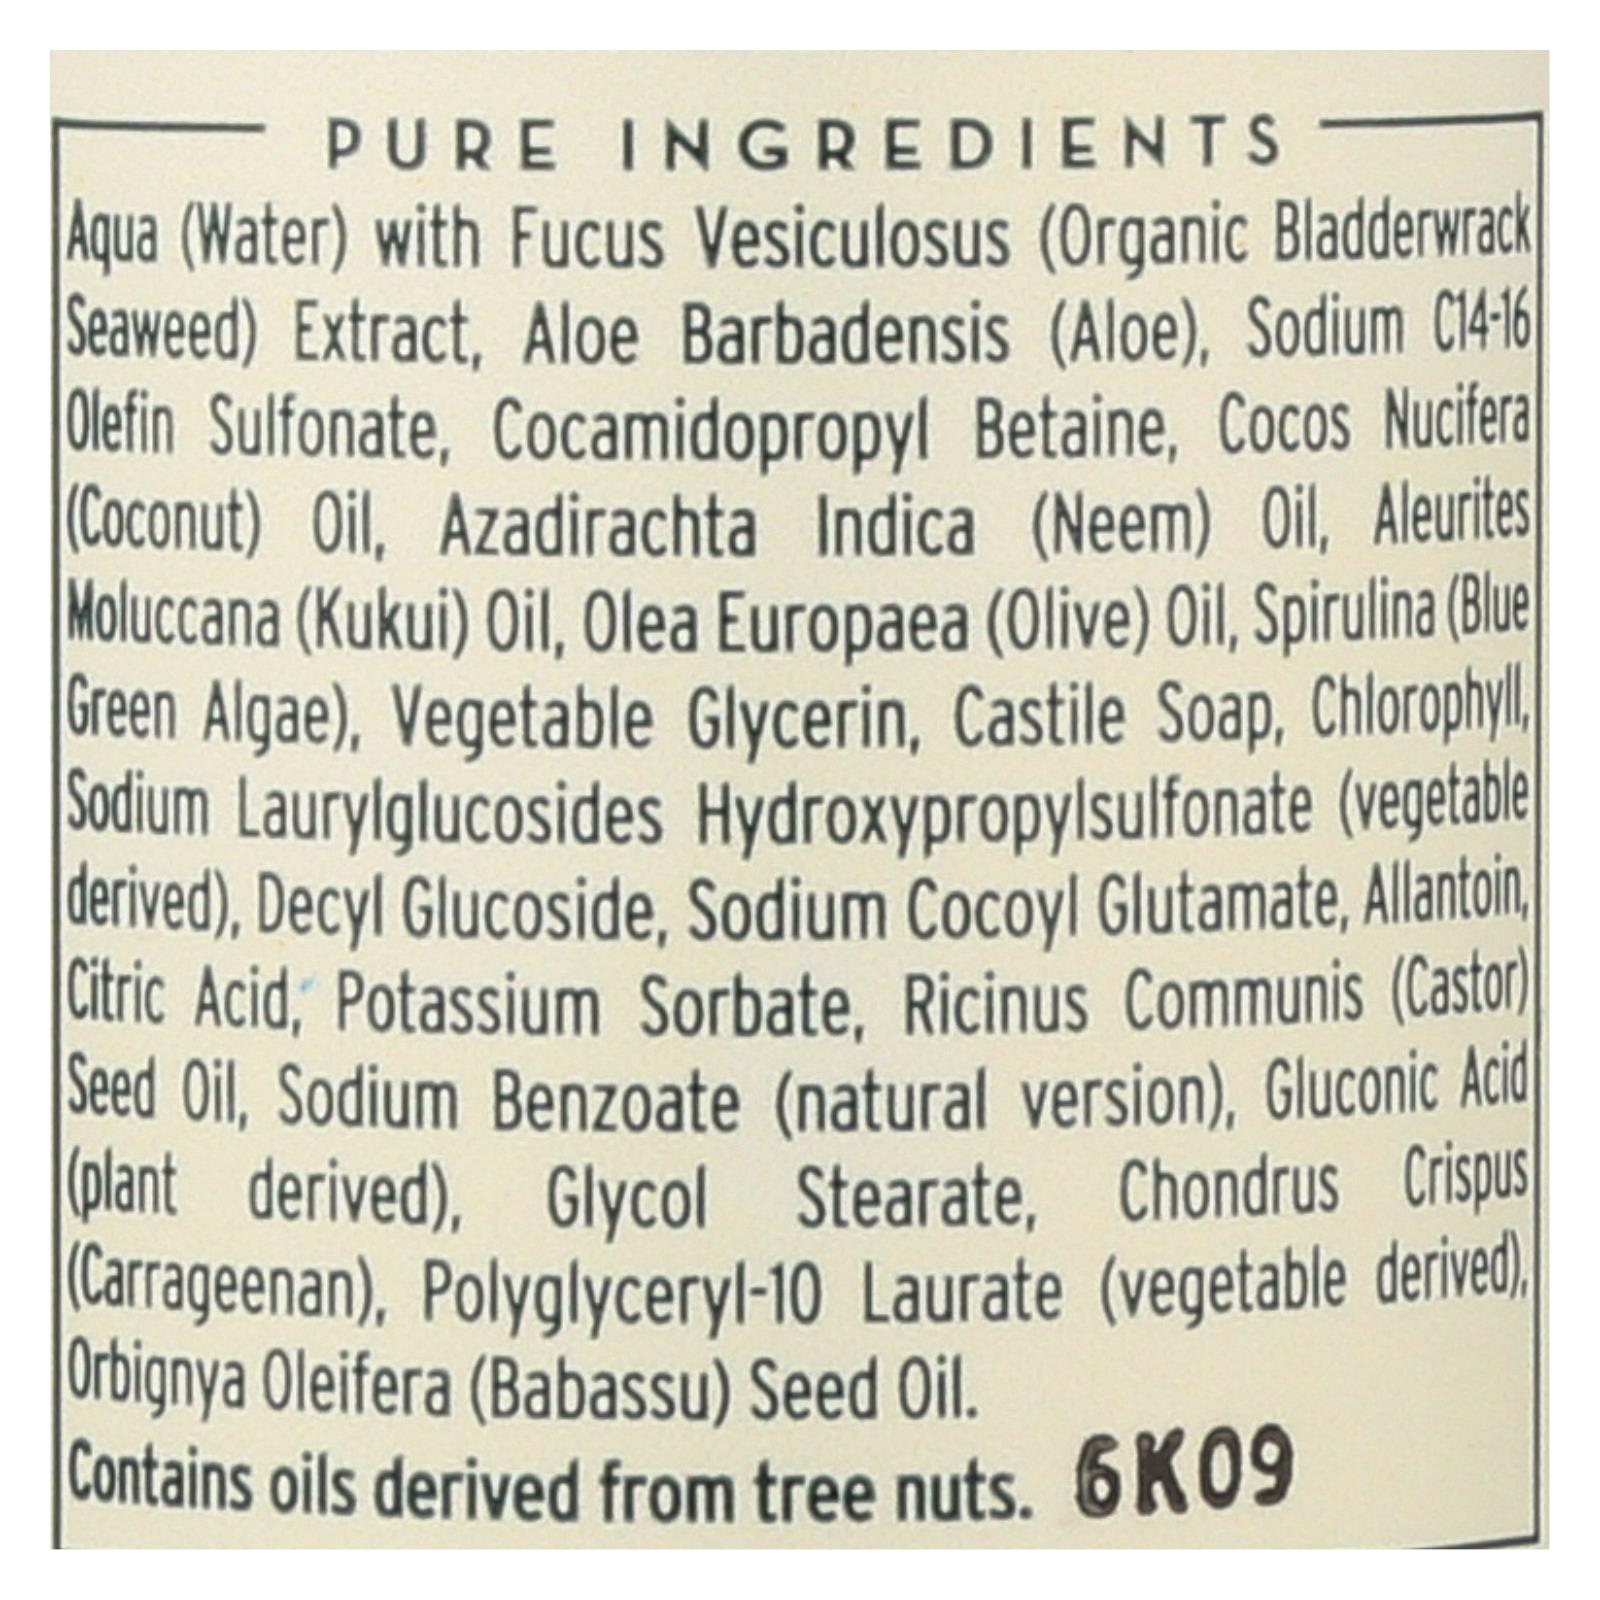 PURE INGREDIENTS
Aqua (Water) with Fucus Vesiculosus (Organic Bladderwrack
Seaweed) Extract, Aloe Barbadensis (Aloe), Sodium C14-16
Olefin Sulfonate, Cocamidopropyl Betaine, Cocos Nucifera
(Coconut) Oil, Azadirachta Indica (Neem) Oil, Aleurites
Moluccana (Kukui) Oil, Olea Europaea (Olive) Oil, Spirulina (Blue
Green Algae), Vegetable Glycerin, Castile Soap, Chlorophyll,
Sodium Laurylglucosides Hydroxypropylsulfonate (vegetable
derived), Decyl Glucoside, Sodium Cocoyl Glutamate, Allantoin,
Citric Acid, Potassium Sorbate, Ricinus Communis (Castor)
Seed Oil, Sodium Benzoate (natural version), Gluconic Acid
(plant derived), Glycol Stearate, Chondrus Crispus
(Carrageenan), Polyglyceryl-10 Laurate (vegetable derived),
Orbignya Oleifera (Babassu) Seed Oil.
Contains oils derived from tree nuts. 6K09